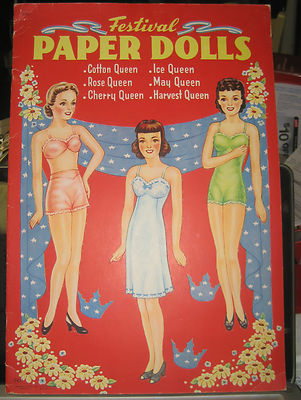 Festival
PAPER DOLLS
• Cotton Queen • Ice Queen
• Rose Queen • May Queen
• Cherry Queen • Harvest Queen